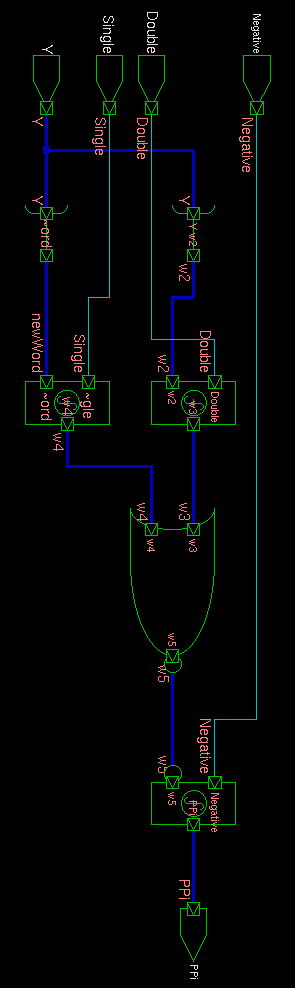 Y
Single
Double
Negative
Y
Single
Double
Negative
Y
~ord
Y
Y-w2
w2
newWord
Single
w2
Double
~ord
w4
~gle
w2
w3
Double
w4
w4
w3
w4
w3
w5
w5
Negative
w5
w5
PPi
Negative
PPi
PPi